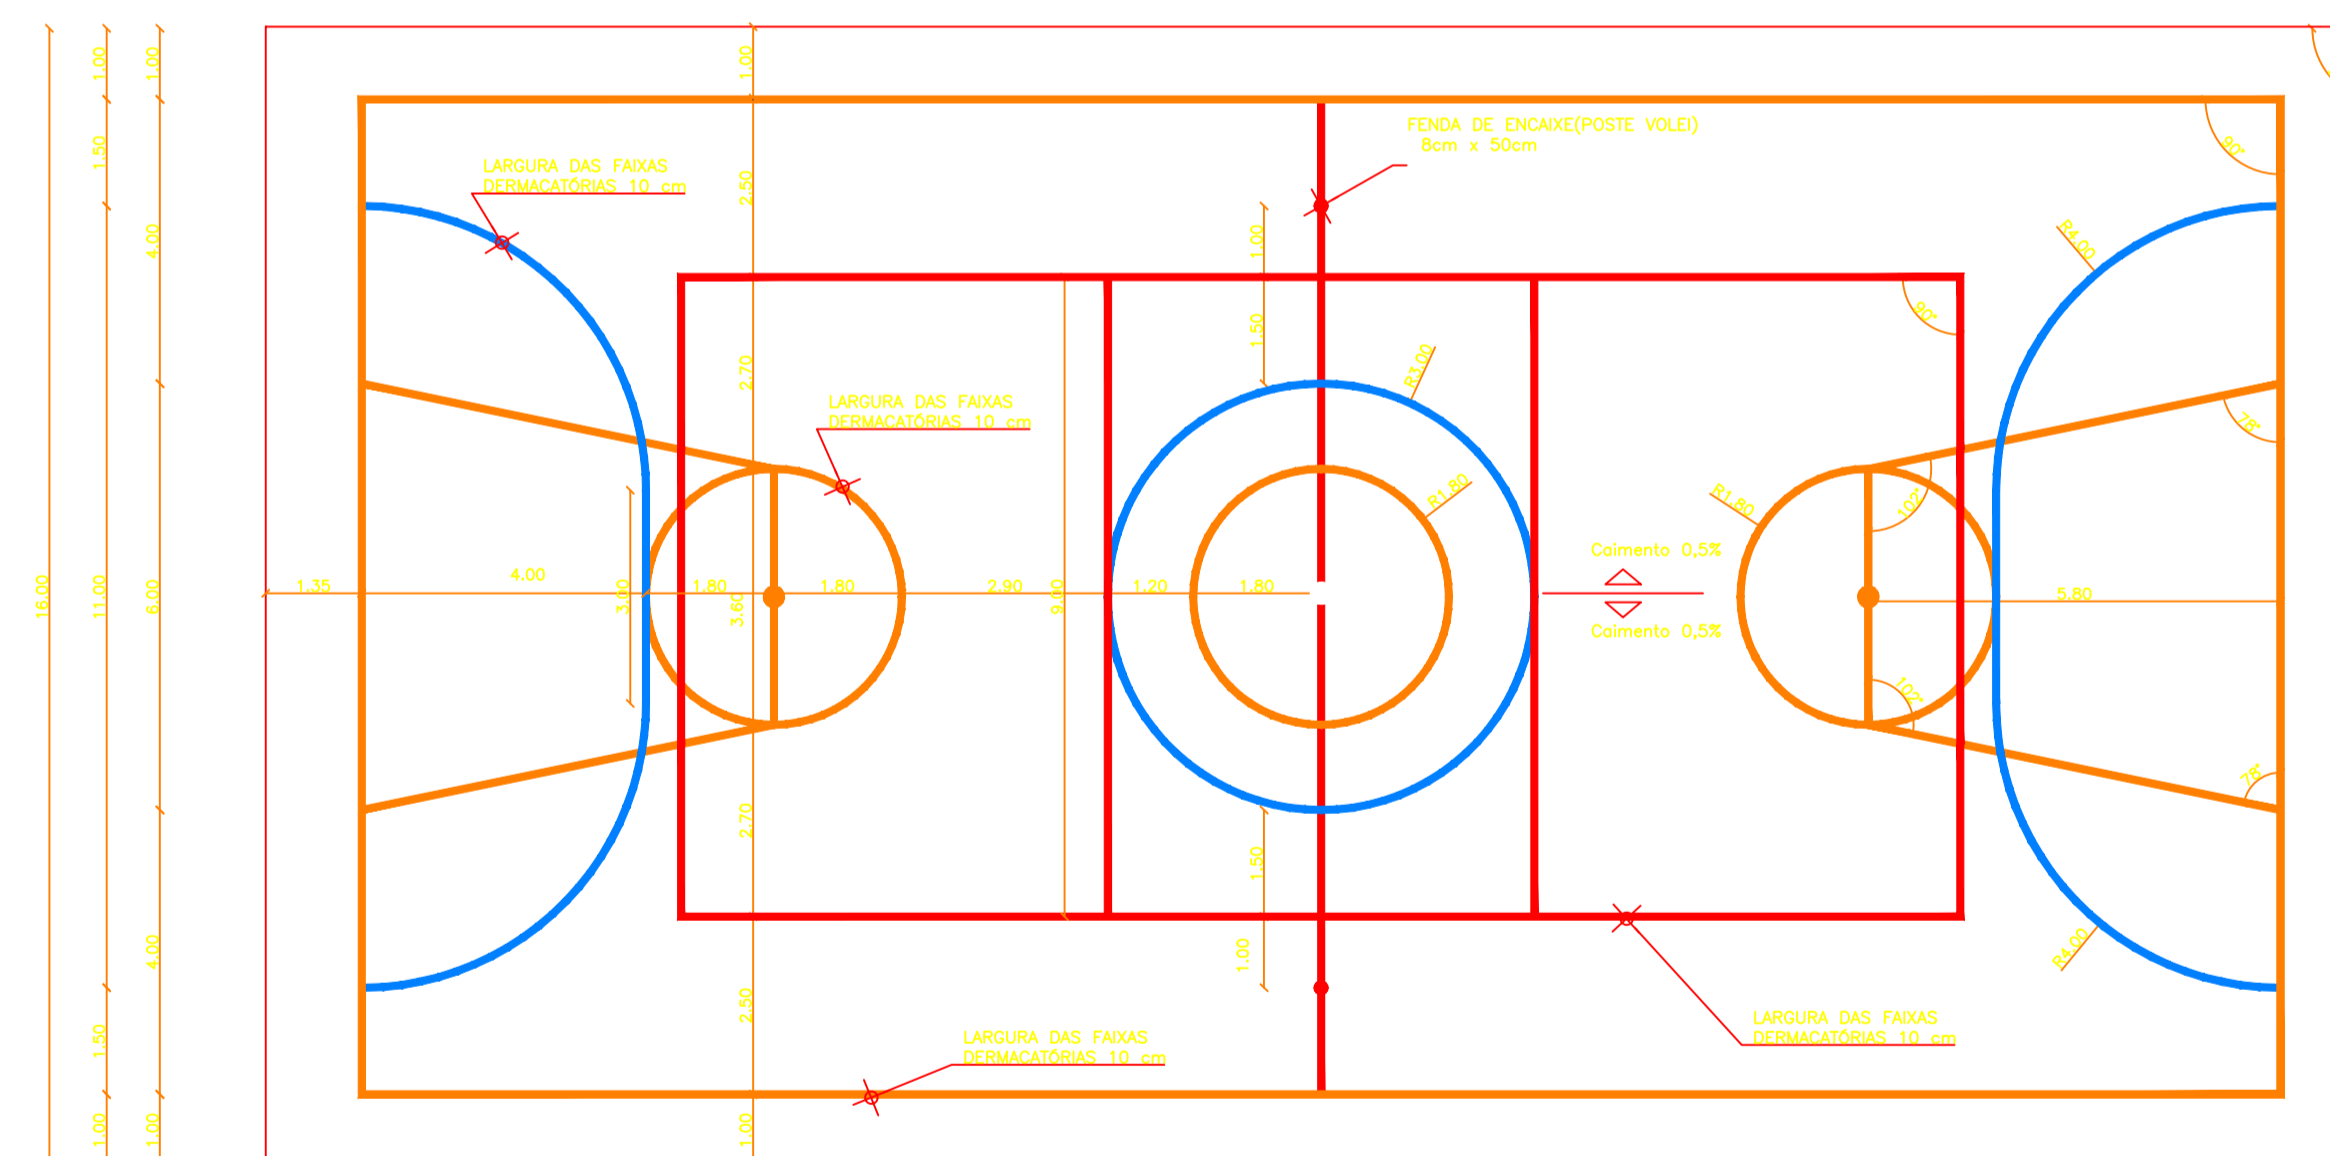 16.00
1.00
1.50
11.00
1.50
1.00
1.00
4.00
6.00
4.00
1.00
LARGURA DAS FAIXAS
DERMACATÓRIAS 10 cm
1.00
2.50
2.70
3.60
2.70
2.50
1.00
FENDA DE ENCAIXE(POSTE VOLEI)
8cm x 50cm
90°
1.00
1.50
R4.00
90°
R3.00
78°
LARGURA DAS FAIXAS
DERMACATÓRIAS 10 cm
R1.80
R1.80
102°
Caimento 0,5%
Caimento 0,5%
1.35
4.00
3.00
1.80
1.80
2.90
9.00
1.20
1.80
5.80
102°
78°
1.50
1.00
R4.00
LARGURA DAS FAIXAS
DERMACATÓRIAS 10 cm
LARGURA DAS FAIXAS
DERMACATÓRIAS 10 cm